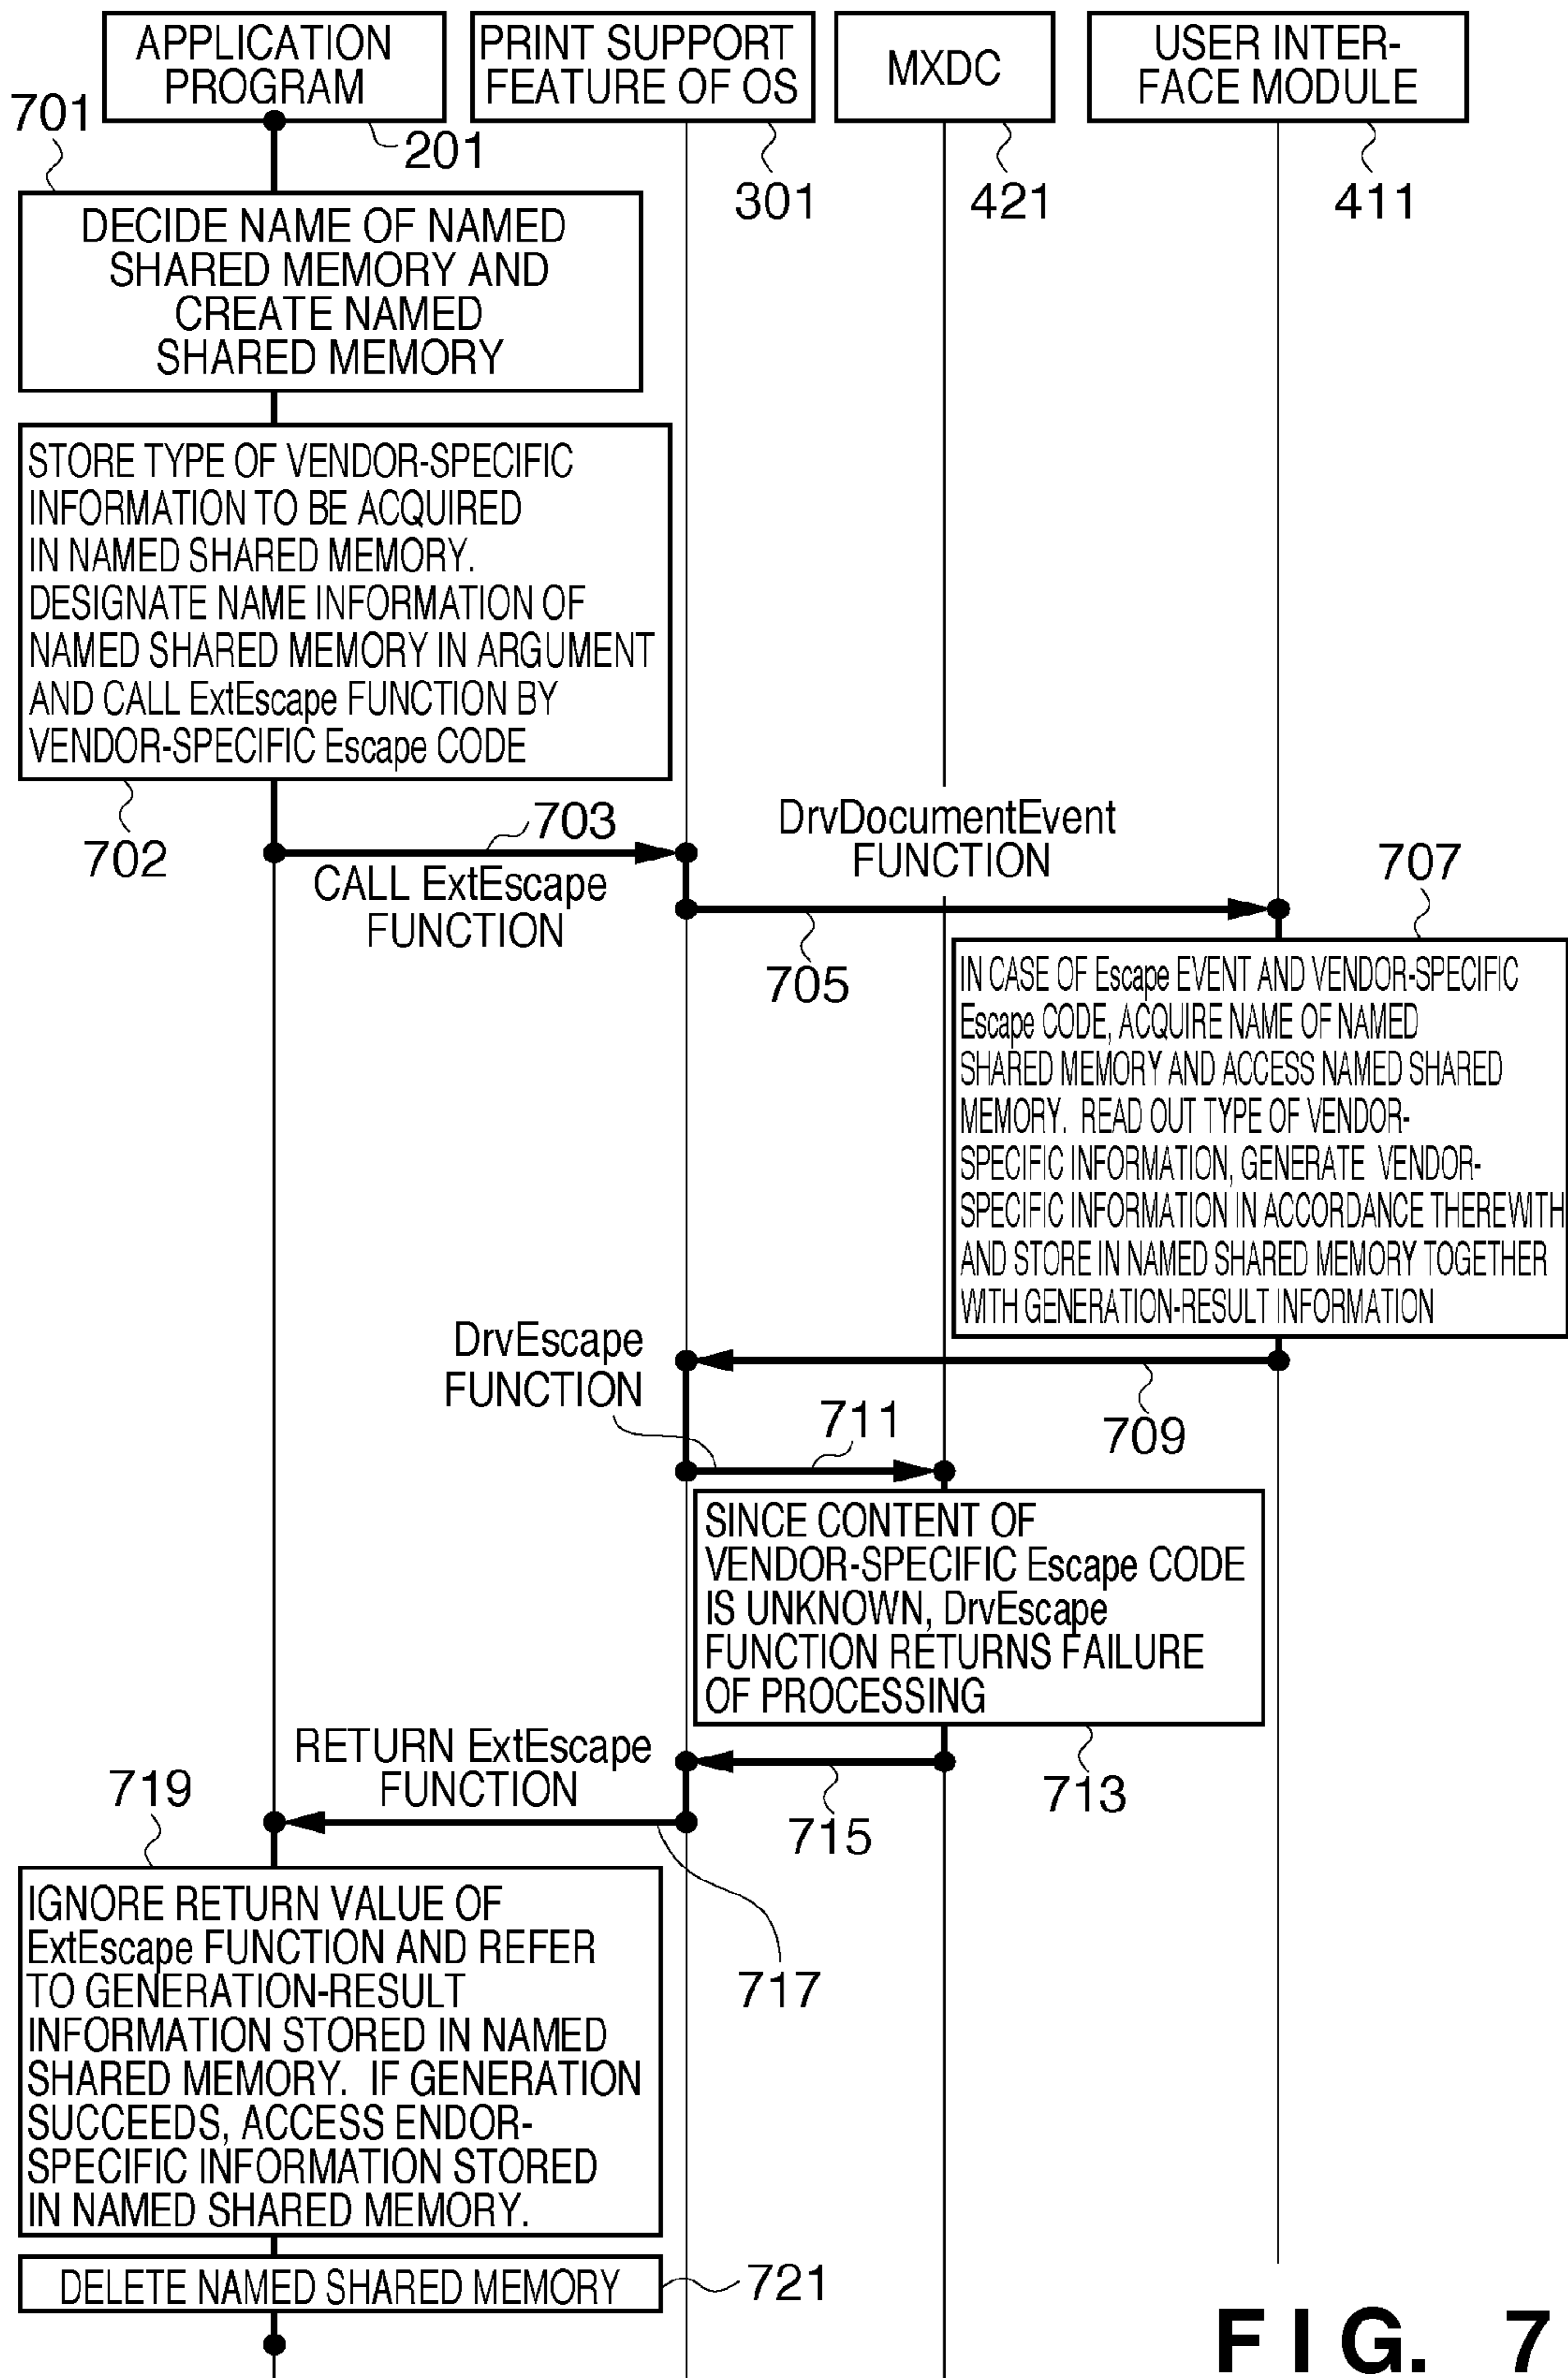 APPLICATION
PROGRAM
PRINT SUPPORT
FEATURE OF OS
MXDC
USER INTER-
FACE MODULE
701
201
301
421
411
DECIDE NAME OF NAMED
SHARED MEMORY AND
CREATE NAMED
SHARED MEMORY
STORE TYPE OF VENDOR-SPECIFIC
INFORMATION TO BE ACQUIRED
IN NAMED SHARED MEMORY.
DESIGNATE NAME INFORMATION OF
NAMED SHARED MEMORY IN ARGUMENT
AND CALL ExtEscape FUNCTION BY
VENDOR-SPECIFIC Escape CODE
702
703
CALL ExtEscape
FUNCTION
DrvDocumentEvent
FUNCTION
705
707
IN CASE OF Escape EVENT AND VENDOR-SPECIFIC
Escape CODE, ACQUIRE NAME OF NAMED
SHARED MEMORY AND ACCESS NAMED SHARED
MEMORY. READ OUT TYPE OF VENDOR-
SPECIFIC INFORMATION, GENERATE VENDOR-
SPECIFIC INFORMATION IN ACCORDANCE THEREWITH
AND STORE IN NAMED SHARED MEMORY TOGETHER
WITH GENERATION-RESULT INFORMATION
DrvEscape
FUNCTION
711
709
SINCE CONTENT OF
VENDOR-SPECIFIC Escape CODE
IS UNKNOWN, DrvEscape
FUNCTION RETURNS FAILURE
OF PROCESSING
RETURN ExtEscape
FUNCTION
713
715
719
717
IGNORE RETURN VALUE OF
ExtEscape FUNCTION AND REFER
TO GENERATION-RESULT
INFORMATION STORED IN NAMED
SHARED MEMORY. IF GENERATION
SUCCEEDS, ACCESS ENDOR-
SPECIFIC INFORMATION STORED
IN NAMED SHARED MEMORY.
DELETE NAMED SHARED MEMORY
721
FIG. 7